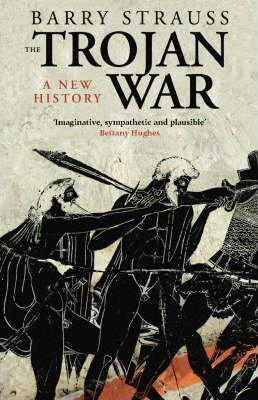 BARRY STRAUSS
THE
TROJAN
A NEW
HISTORY
WAR
'Imaginative, sympathetic and plausible'
Bettany Hughes